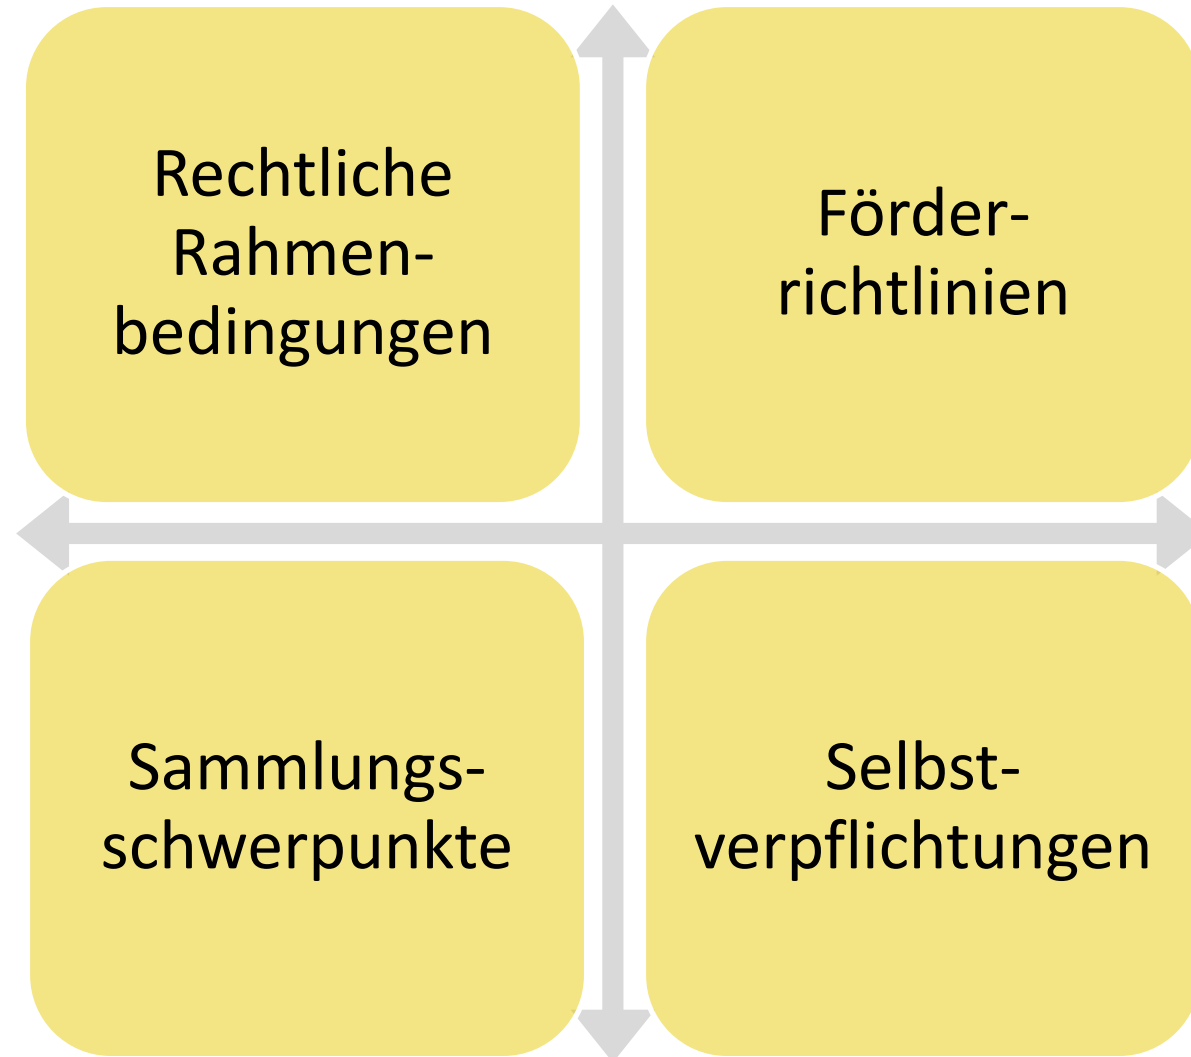 Rechtliche
Rahmen-
bedingungen
Förder-
richtlinien
Sammlungs-
schwerpunkte
Selbst-
verpflichtungen